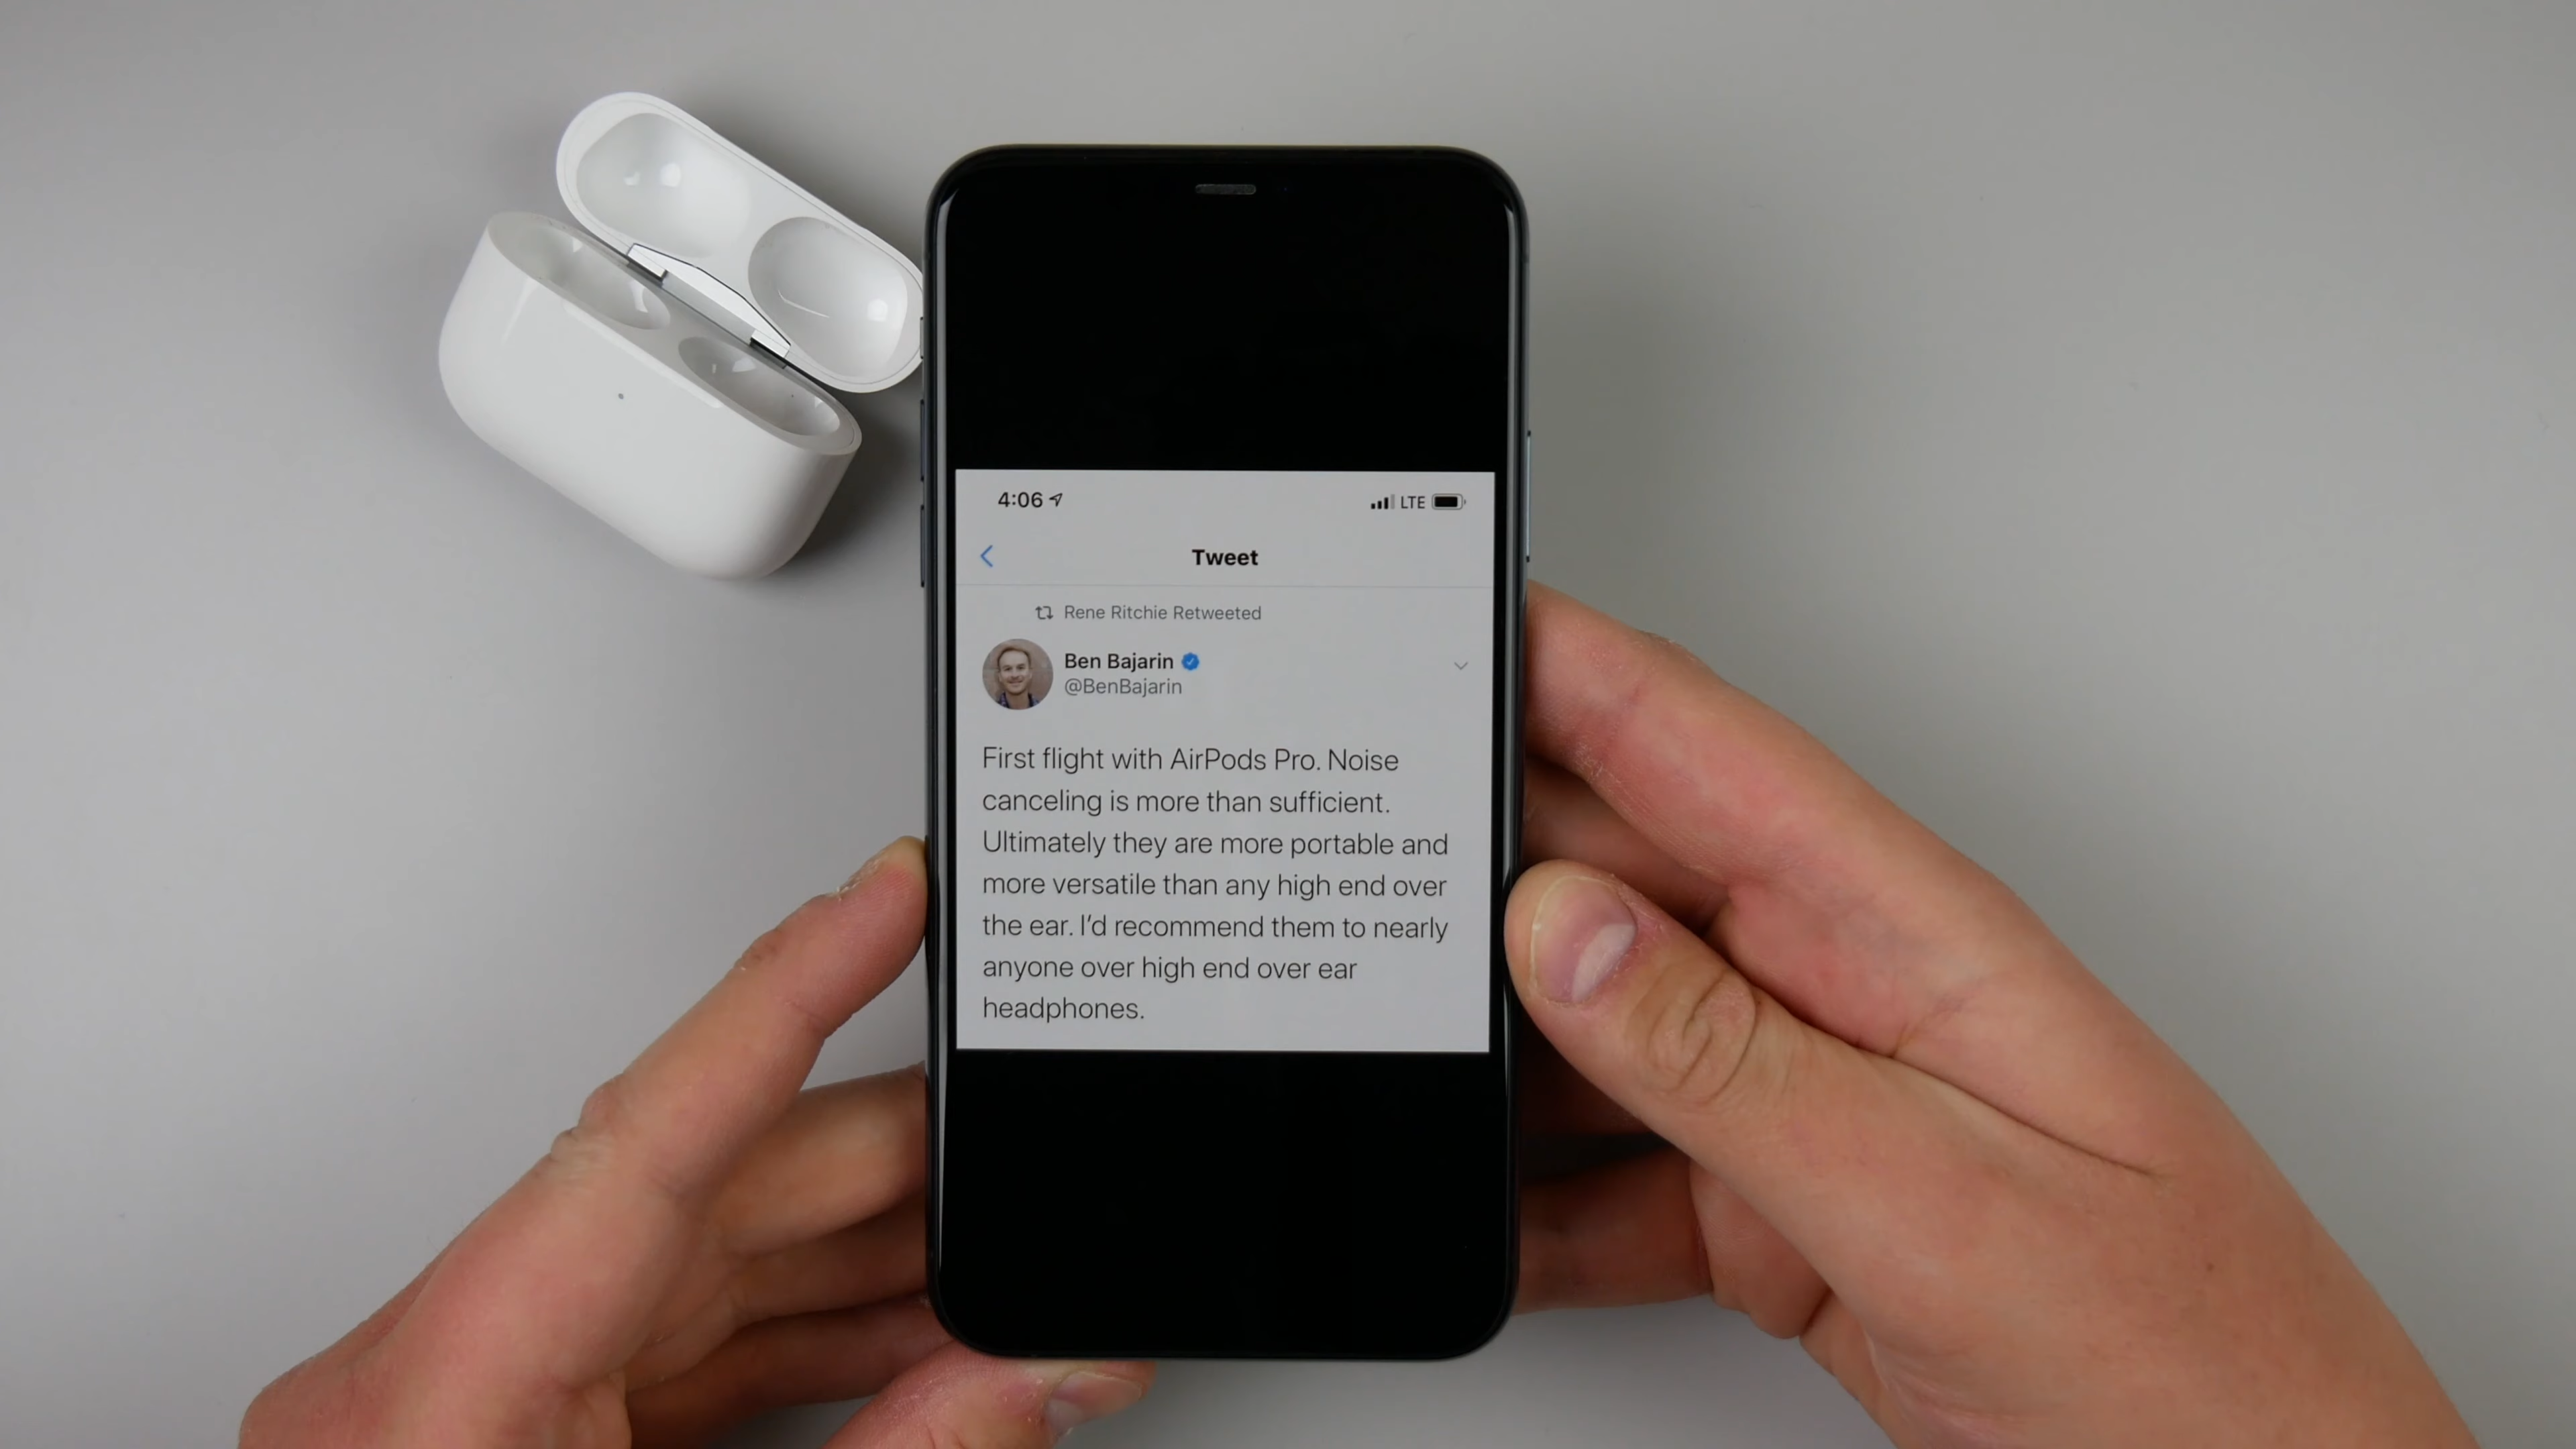 4:06 LTE
Tweet
Rene Ritchie Retweeted
Ben Bajarin
@BenBajarin
First flight with AirPods Pro. Noise
canceling is more than sufficient.
Ultimately they are more portable and
more versatile than any high end over
the ear. I’d recommend them to nearly
anyone over high end over ear
headphones.